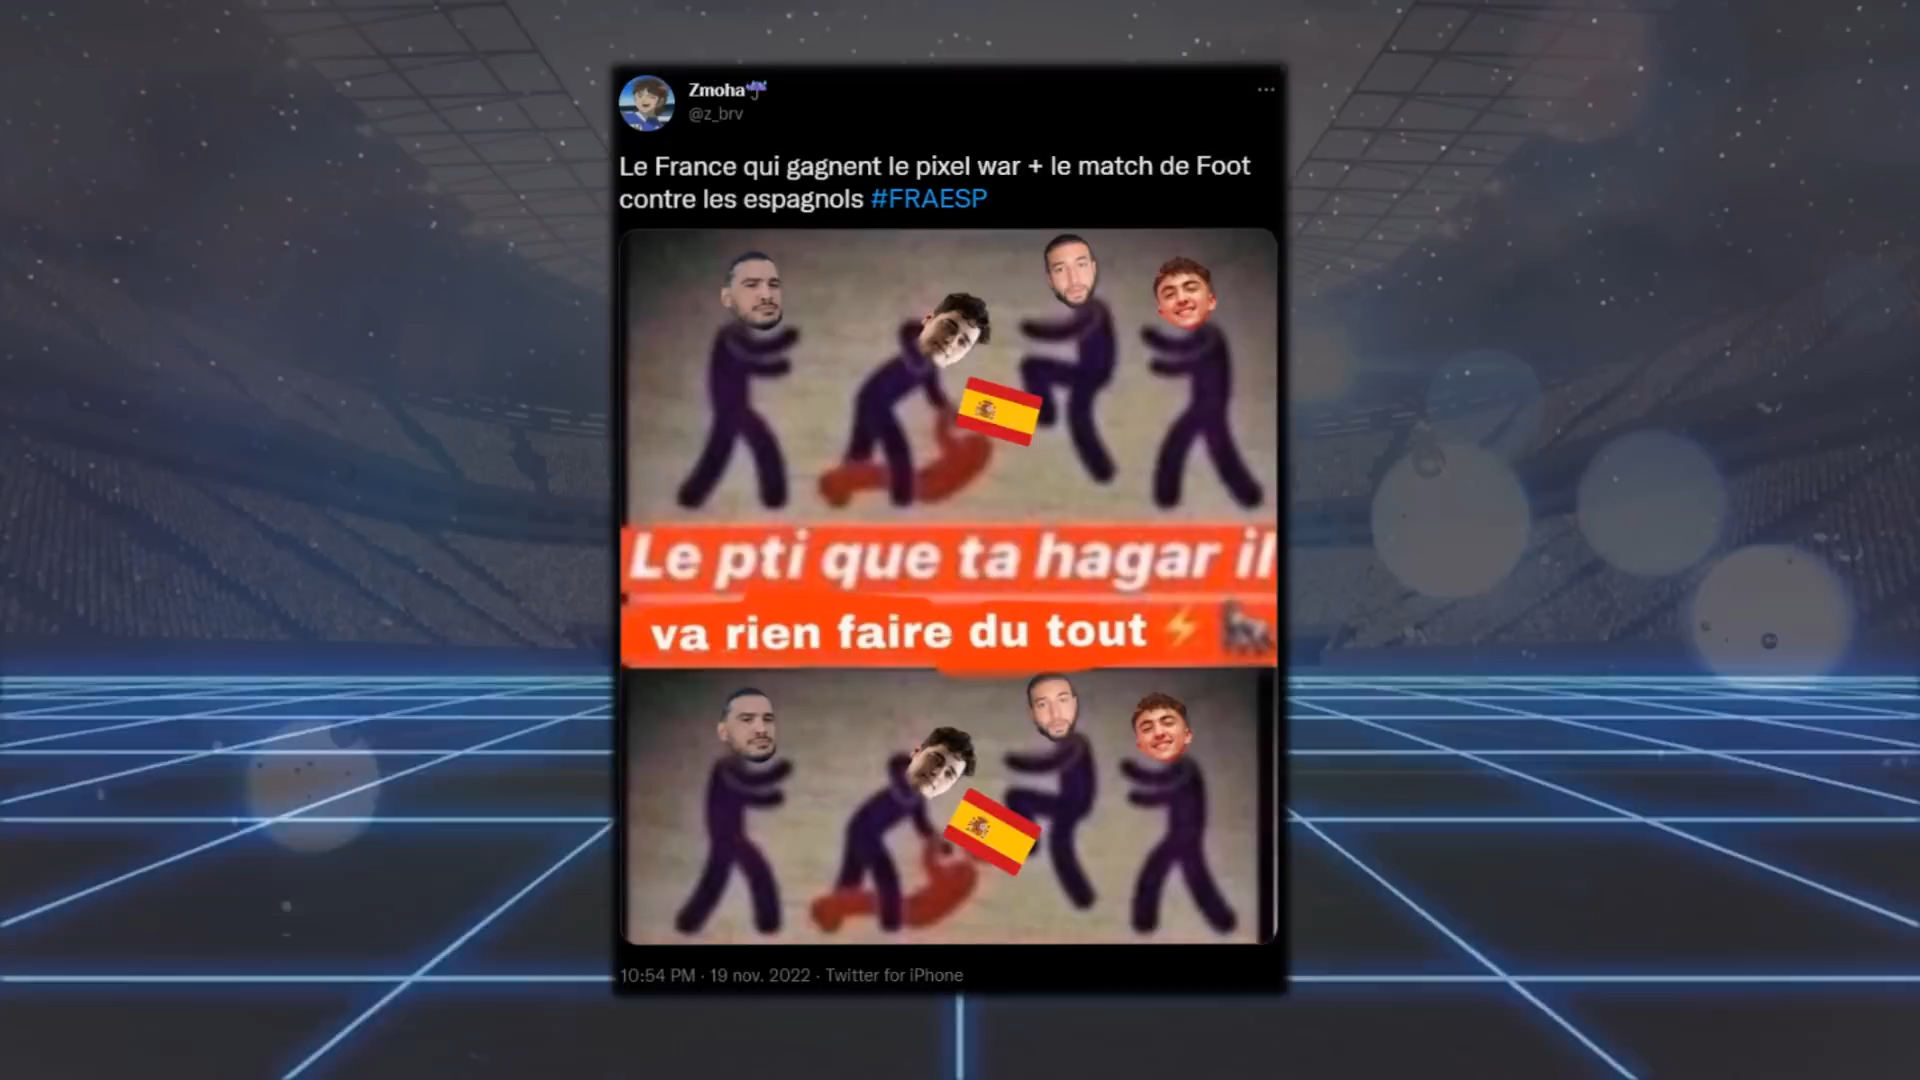 Zmoha☔
@z_brv
Le France qui gagnent le pixel war + le match de Foot
contre les espagnols #FRAESP
Le pti que ta hagar il
va rien faire du tout ⚡🐆
10:54 PM · 19 nov. 2022 · Twitter for iPhone